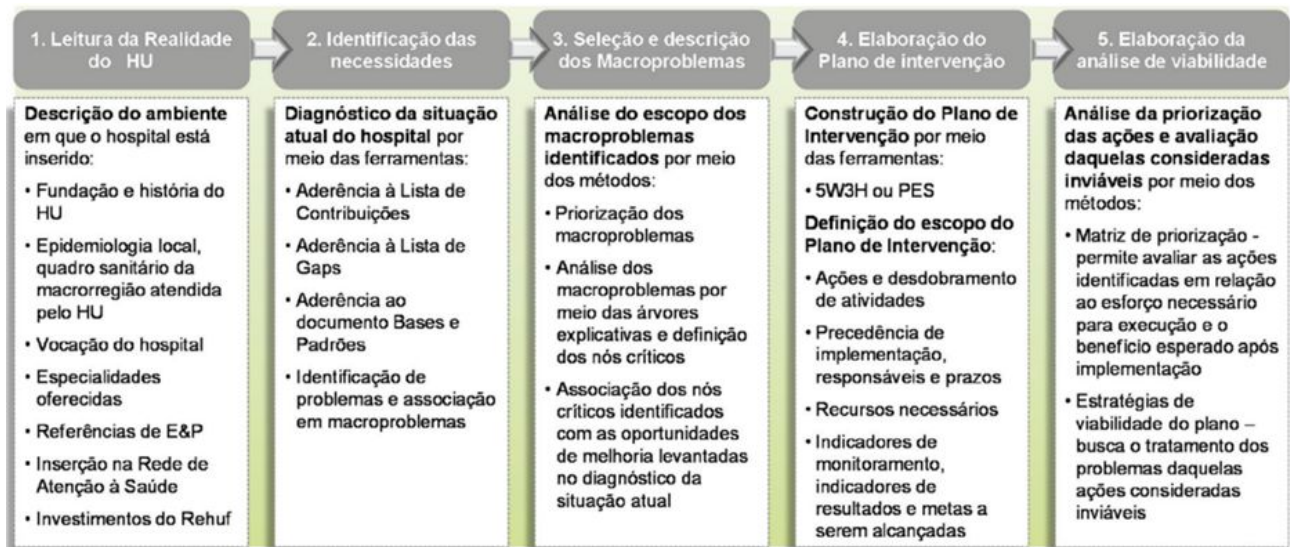 1. Leitura da Realidade
do HU
Descrição do ambiente
em que o hospital está
inserido:
• Fundação e história do
HU
• Epidemiologia local,
quadro sanitário da
macrorregião atendida
pelo HU
• Vocação do hospital
• Especialidades
oferecidas
• Referências de E&P
• Inserção na Rede de
Atenção à Saúde
• Investimentos do Rehuf
2. Identificação das
necessidades
Diagnóstico da situação
atual do hospital por
meio das ferramentas:
• Aderência à Lista de
Contribuições
• Aderência à Lista de
Gaps
• Aderência ao
documento Bases e
Padrões
• Identificação de
problemas e associação
em macroproblemas
3. Seleção e descrição
dos Macroproblemas
Análise do escopo dos
macroproblemas
identificados por meio
dos métodos:
• Priorização dos
macroproblemas
• Análise dos
macroproblemas por
meio das árvores
explicativas e definição
dos nós críticos
• Associação dos nós
críticos identificados
com as oportunidades
de melhoria levantadas
no diagnóstico da
situação atual
4. Elaboração do
Plano de intervenção
Construção do Plano de
Intervenção por meio
das ferramentas:
• 5W3H ou PES
Definição do escopo do
Plano de Intervenção:
• Ações e desdobramento
de atividades
• Precedência de
implementação,
responsáveis e prazos
• Recursos necessários
• Indicadores de
monitoramento,
indicadores de
resultados e metas a
serem alcançadas
5. Elaboração da
análise de viabilidade
Análise da priorização
das ações e avaliação
daquelas consideradas
inviáveis por meio dos
métodos:
• Matriz de priorização -
permite avaliar as ações
identificadas em relação
ao esforço necessário
para execução e o
benefício esperado após
implementação
• Estratégias de
viabilidade do plano –
busca o tratamento dos
problemas daquelas
ações consideradas
inviáveis